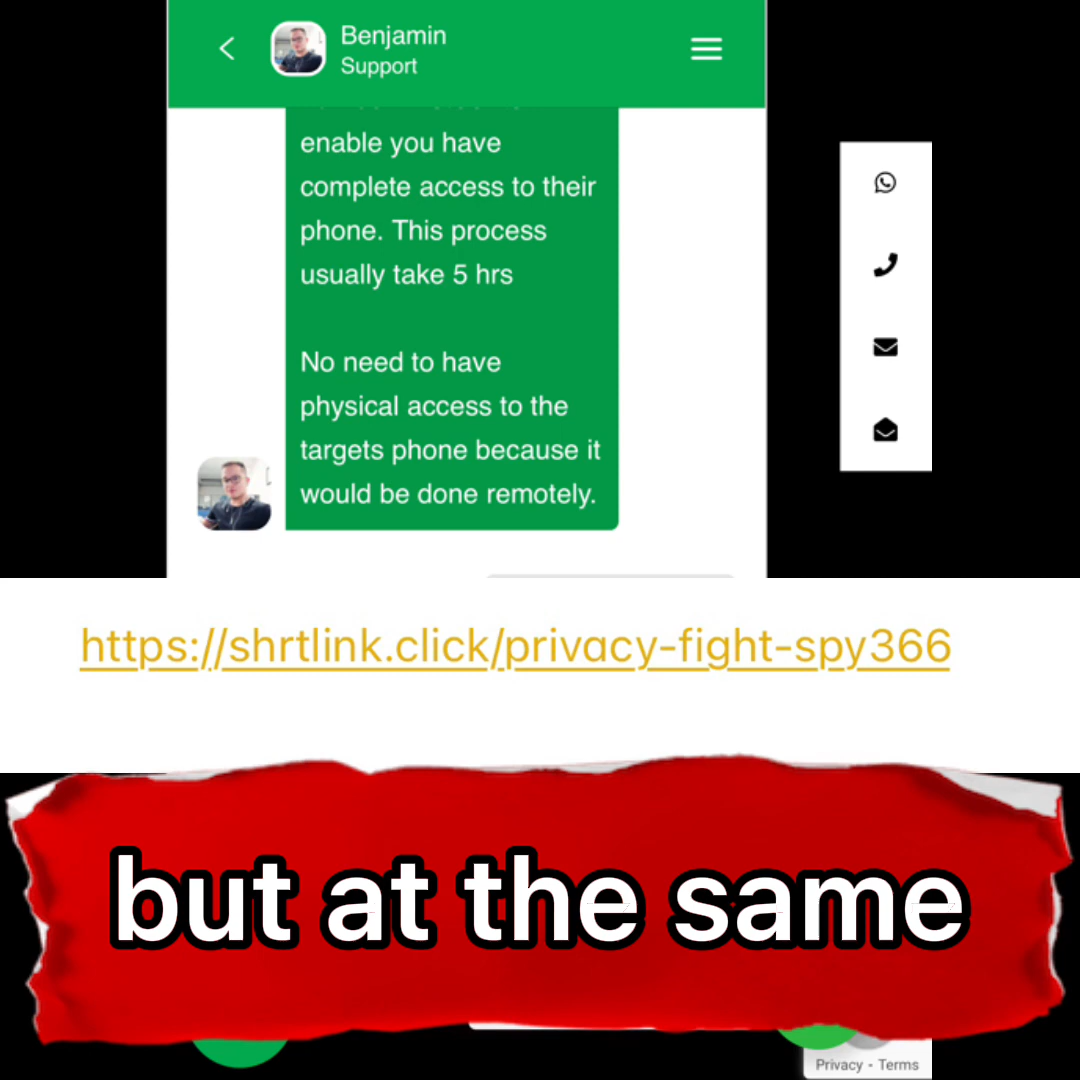 Benjamin
Support
enable you have
complete access to their
phone. This process
usually take 5 hrs
No need to have
physical access to the
targets phone because it
would be done remotely.
https://shrtlink.click/privacy-fight-spy366
but at the same
Privacy - Terms